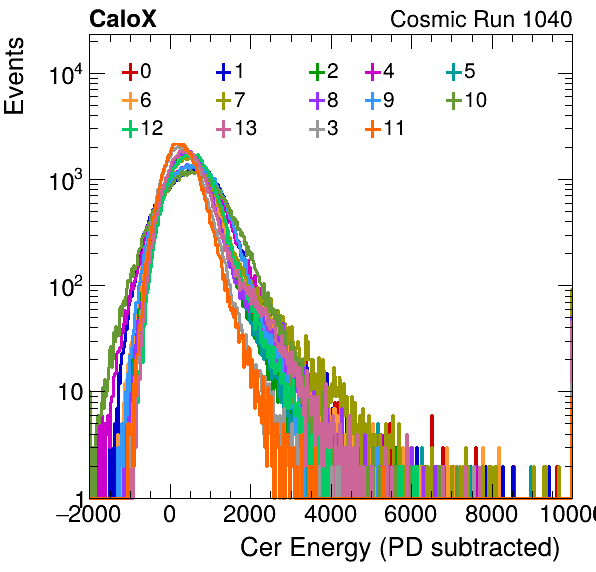 CaloX Cosmic Run 1040
Events
0 1 2 4 5
6 7 8 9 10
12 13 3 11
10⁴
10³
10²
10
1
−2000 0 2000 4000 6000 8000 10000
Cer Energy (PD subtracted)